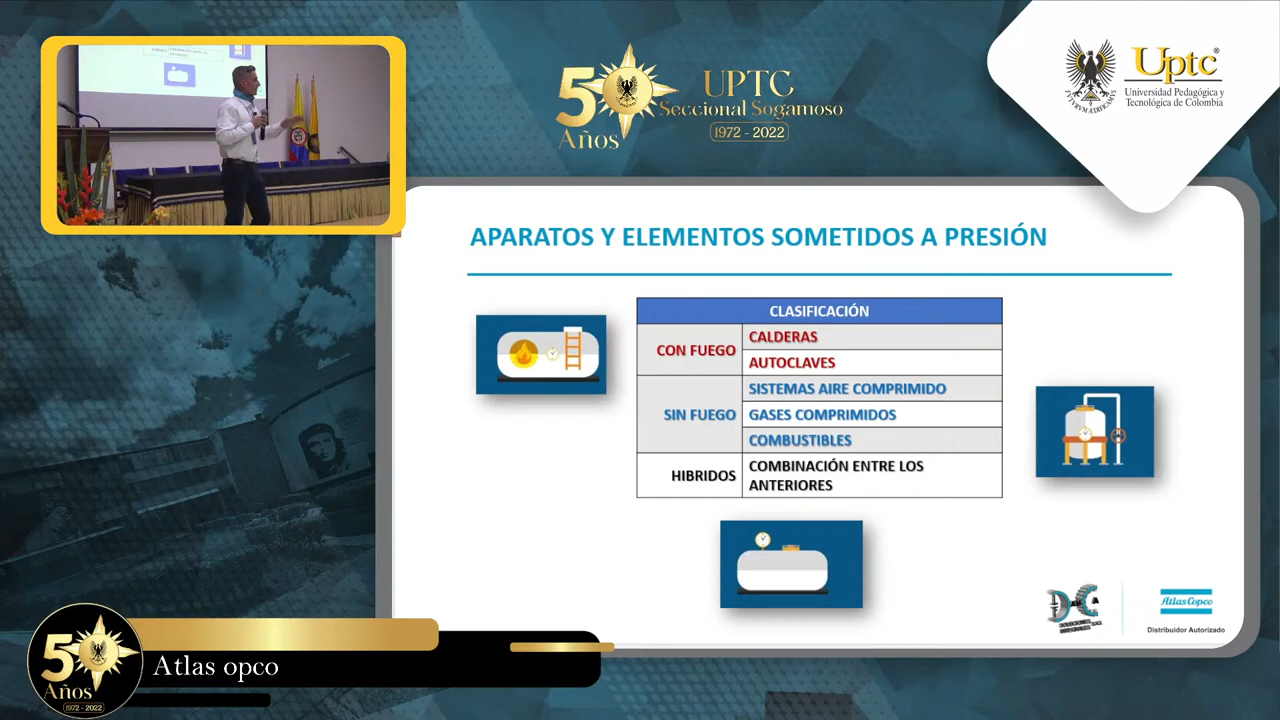 50
Años
UPTC
Seccional Sogamoso
1972 - 2022
Uptc®
Universidad Pedagógica y
Tecnológica de Colombia
APARATOS Y ELEMENTOS SOMETIDOS A PRESIÓN
CLASIFICACIÓN
CON FUEGO
CALDERAS
AUTOCLAVES
SIN FUEGO
SISTEMAS AIRE COMPRIMIDO
GASES COMPRIMIDOS
COMBUSTIBLES
HIBRIDOS
COMBINACIÓN ENTRE LOS
ANTERIORES
Atlas Copco
Distribuidor Autorizado
50
Años
1972 - 2022
Atlas opco